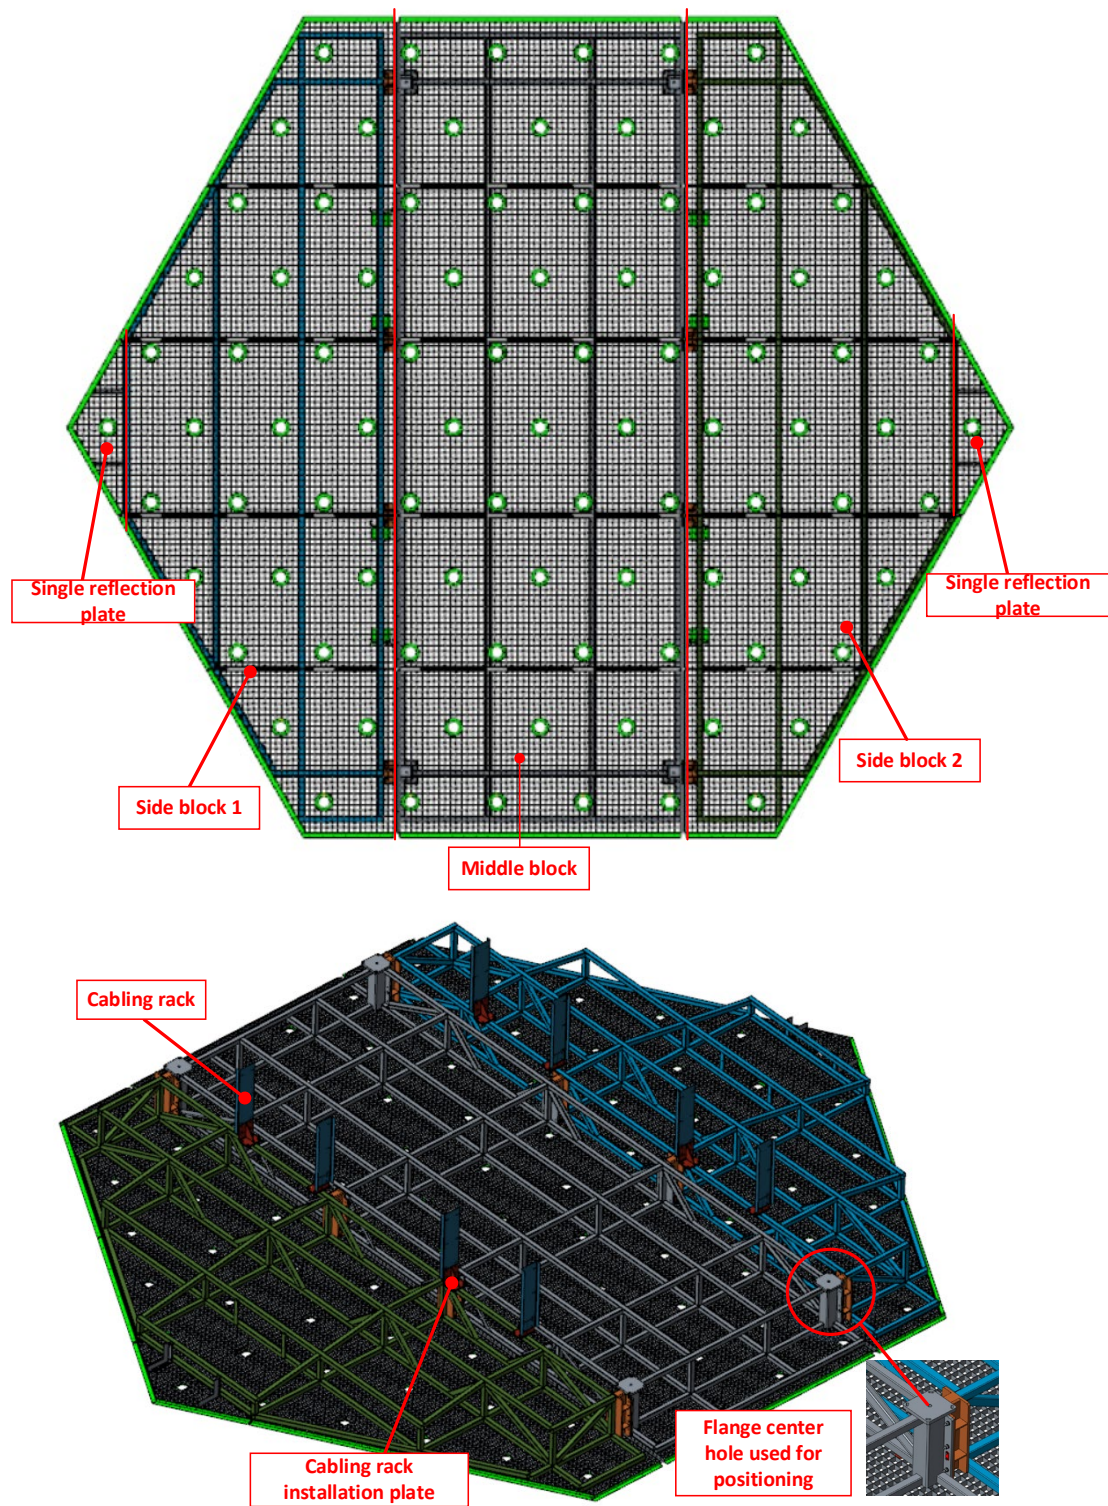 Single reflection
plate
Single reflection
plate
Side block 2
Side block 1
Middle block
Cabling rack
Flange center
hole used for
positioning
Cabling rack
installation plate